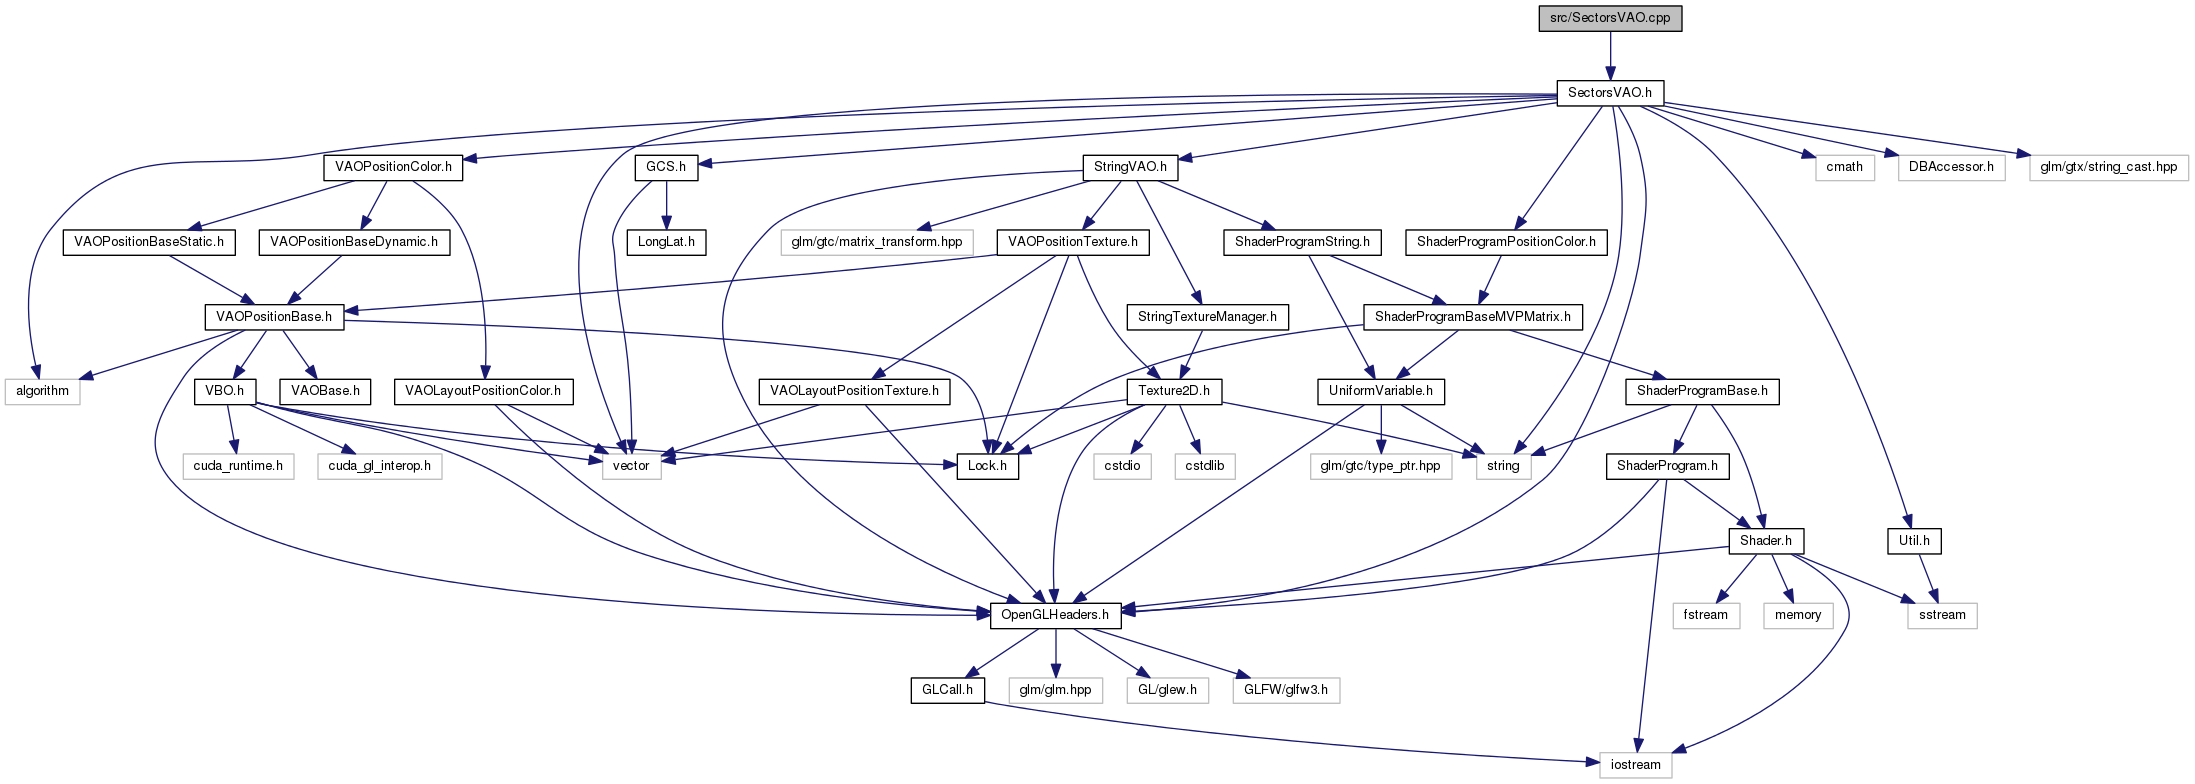 src/SectorsVAO.cpp
SectorsVAO.h
VAOPositionColor.h
GCS.h
StringVAO.h
cmath
DBAccessor.h
glm/gtx/string_cast.hpp
VAOPositionBaseStatic.h
VAOPositionBaseDynamic.h
LongLat.h
glm/gtc/matrix_transform.hpp
VAOPositionTexture.h
ShaderProgramString.h
ShaderProgramPositionColor.h
VAOPositionBase.h
StringTextureManager.h
ShaderProgramBaseMVPMatrix.h
algorithm
VBO.h
VAOBase.h
VAOLayoutPositionColor.h
VAOLayoutPositionTexture.h
Texture2D.h
UniformVariable.h
ShaderProgramBase.h
cuda_runtime.h
cuda_gl_interop.h
vector
Lock.h
cstdio
cstdlib
glm/gtc/type_ptr.hpp
string
ShaderProgram.h
Shader.h
Util.h
OpenGLHeaders.h
fstream
memory
sstream
GLCall.h
glm/glm.hpp
GL/glew.h
GLFW/glfw3.h
iostream